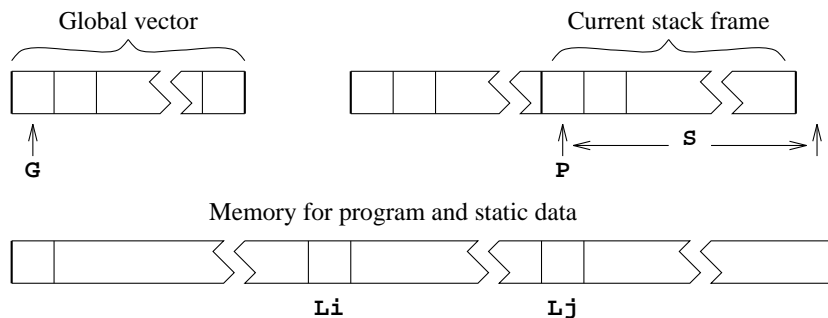 Global vector
Current stack frame
G
P
S
Memory for program and static data
Li
Lj